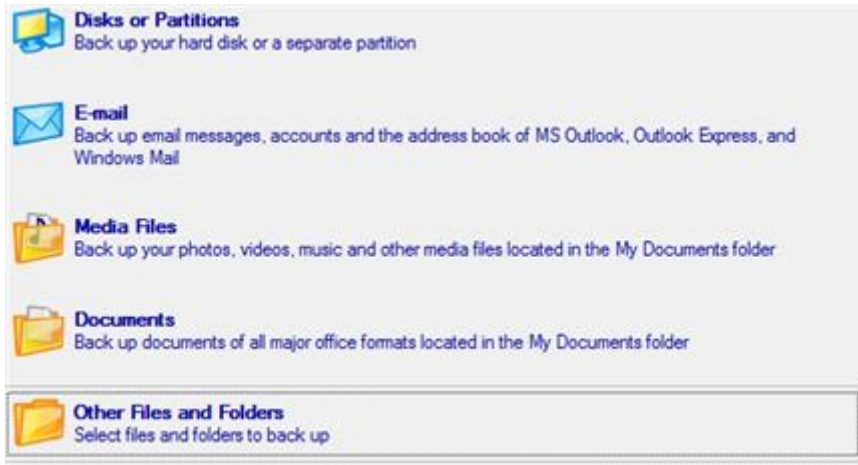 Disks or Partitions
Back up your hard disk or a separate partition
E-mail
Back up email messages, accounts and the address book of MS Outlook, Outlook Express, and
Windows Mail
Media Files
Back up your photos, videos, music and other media files located in the My Documents folder
Documents
Back up documents of all major office formats located in the My Documents folder
Other Files and Folders
Select files and folders to back up